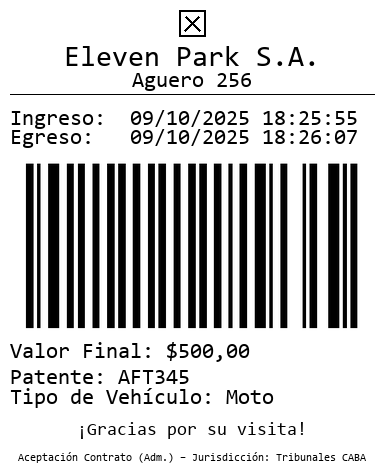 Eleven Park S.A.
Aguero 256
Ingreso: 09/10/2025 18:25:55
Egreso: 09/10/2025 18:26:07
Valor Final: $500,00
Patente: AFT345
Tipo de Vehículo: Moto
¡Gracias por su visita!
Aceptación Contrato (Adm.) – Jurisdicción: Tribunales CABA